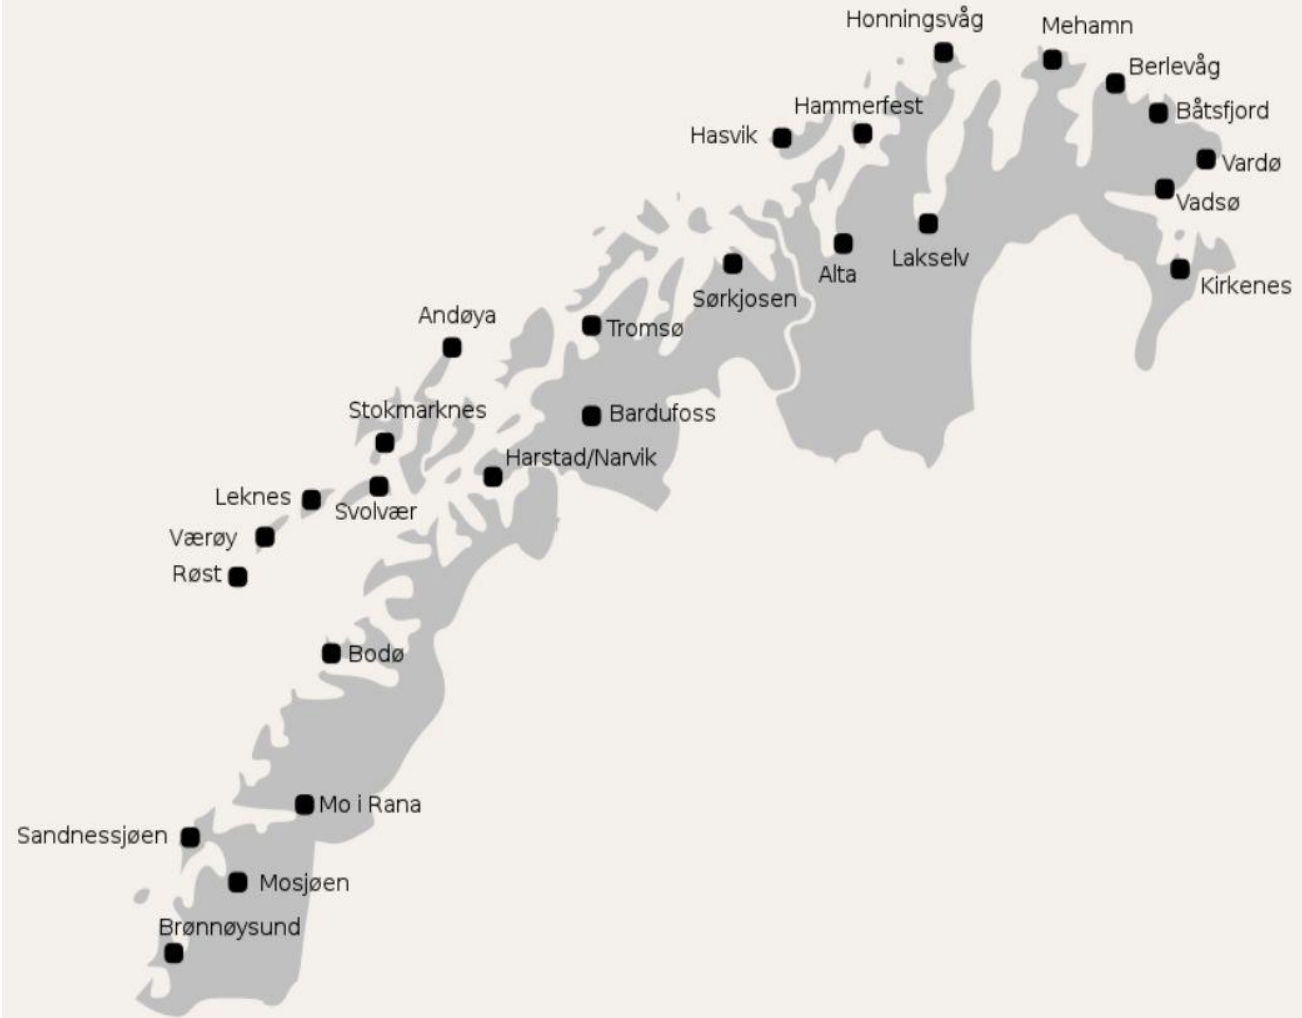 Honningsvåg
Mehamn
Berlevåg
Hammerfest
Båtsfjord
Hasvik
Vardø
Vadsø
Lakselv
Alta
Kirkenes
Sørkjosen
Andøya
Tromsø
Stokmarknes
Bardufoss
Harstad/Narvik
Leknes
Svolvær
Værøy
Røst
Bodø
Mo i Rana
Sandnessjøen
Mosjøen
Brønnøysund